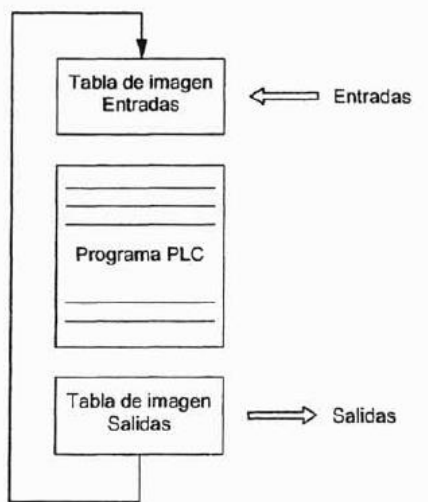 Tabla de imagen
Entradas
Entradas
Programa PLC
Tabla de imagen
Salidas
Salidas